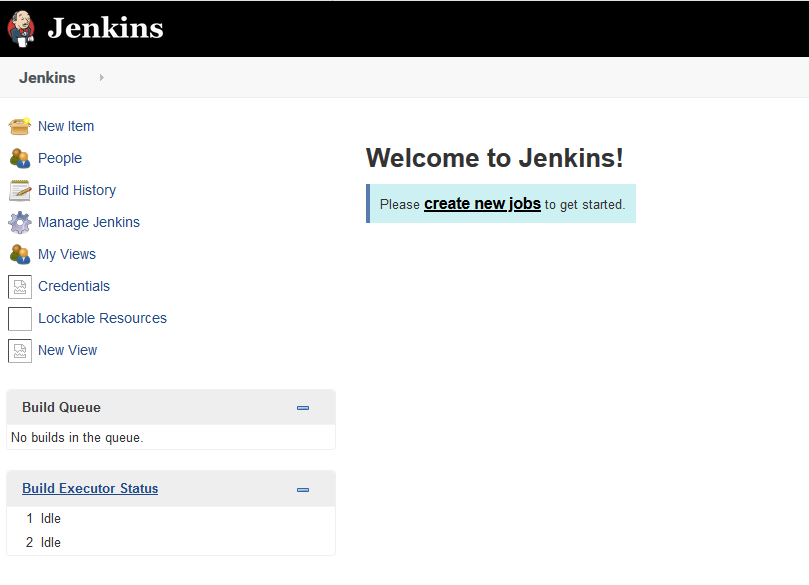 Jenkins
Jenkins
New Item
People
Build History
Manage Jenkins
My Views
Credentials
Lockable Resources
New View
Welcome to Jenkins!
Please create new jobs to get started.
Build Queue
No builds in the queue.
Build Executor Status
1 Idle
2 Idle